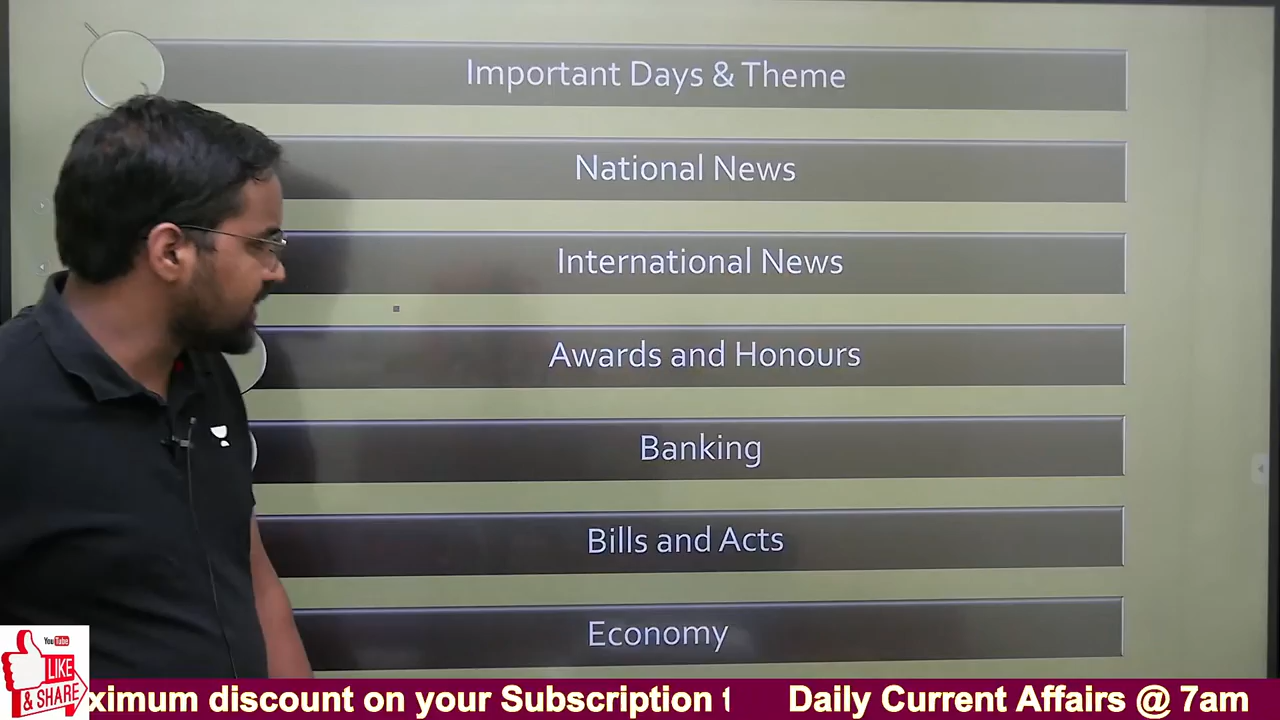 Important Days & Theme
National News
International News
Awards and Honours
Banking
Bills and Acts
Economy
YouTube
LIKE
& SHARE
ximum discount on your Subscription
Daily Current Affairs @ 7am